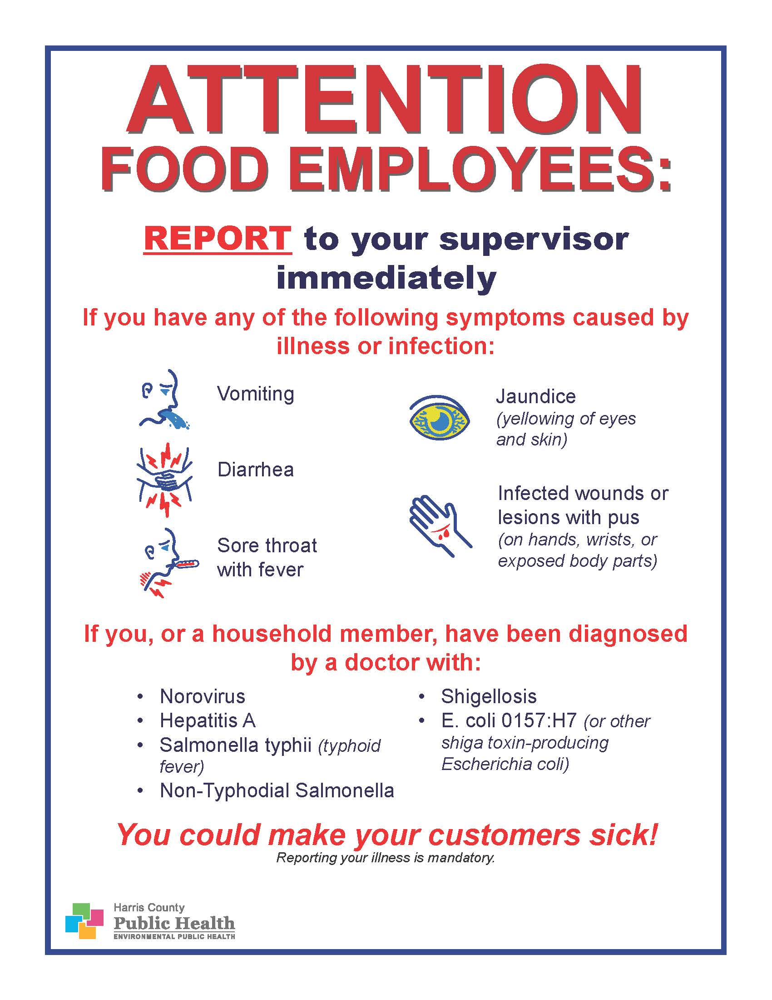 ATTENTION
FOOD EMPLOYEES:
REPORT to your supervisor
immediately
If you have any of the following symptoms caused by
illness or infection:
Vomiting
Diarrhea
Sore throat
with fever
Jaundice
(yellowing of eyes
and skin)
Infected wounds or
lesions with pus
(on hands, wrists, or
exposed body parts)
If you, or a household member, have been diagnosed
by a doctor with:
• Norovirus
• Hepatitis A
• Salmonella typhii (typhoid
fever)
• Non-Typhodial Salmonella
• Shigellosis
• E. coli 0157:H7 (or other
shiga toxin-producing
Escherichia coli)
You could make your customers sick!
Reporting your illness is mandatory.
Harris County
Public Health
ENVIRONMENTAL PUBLIC HEALTH